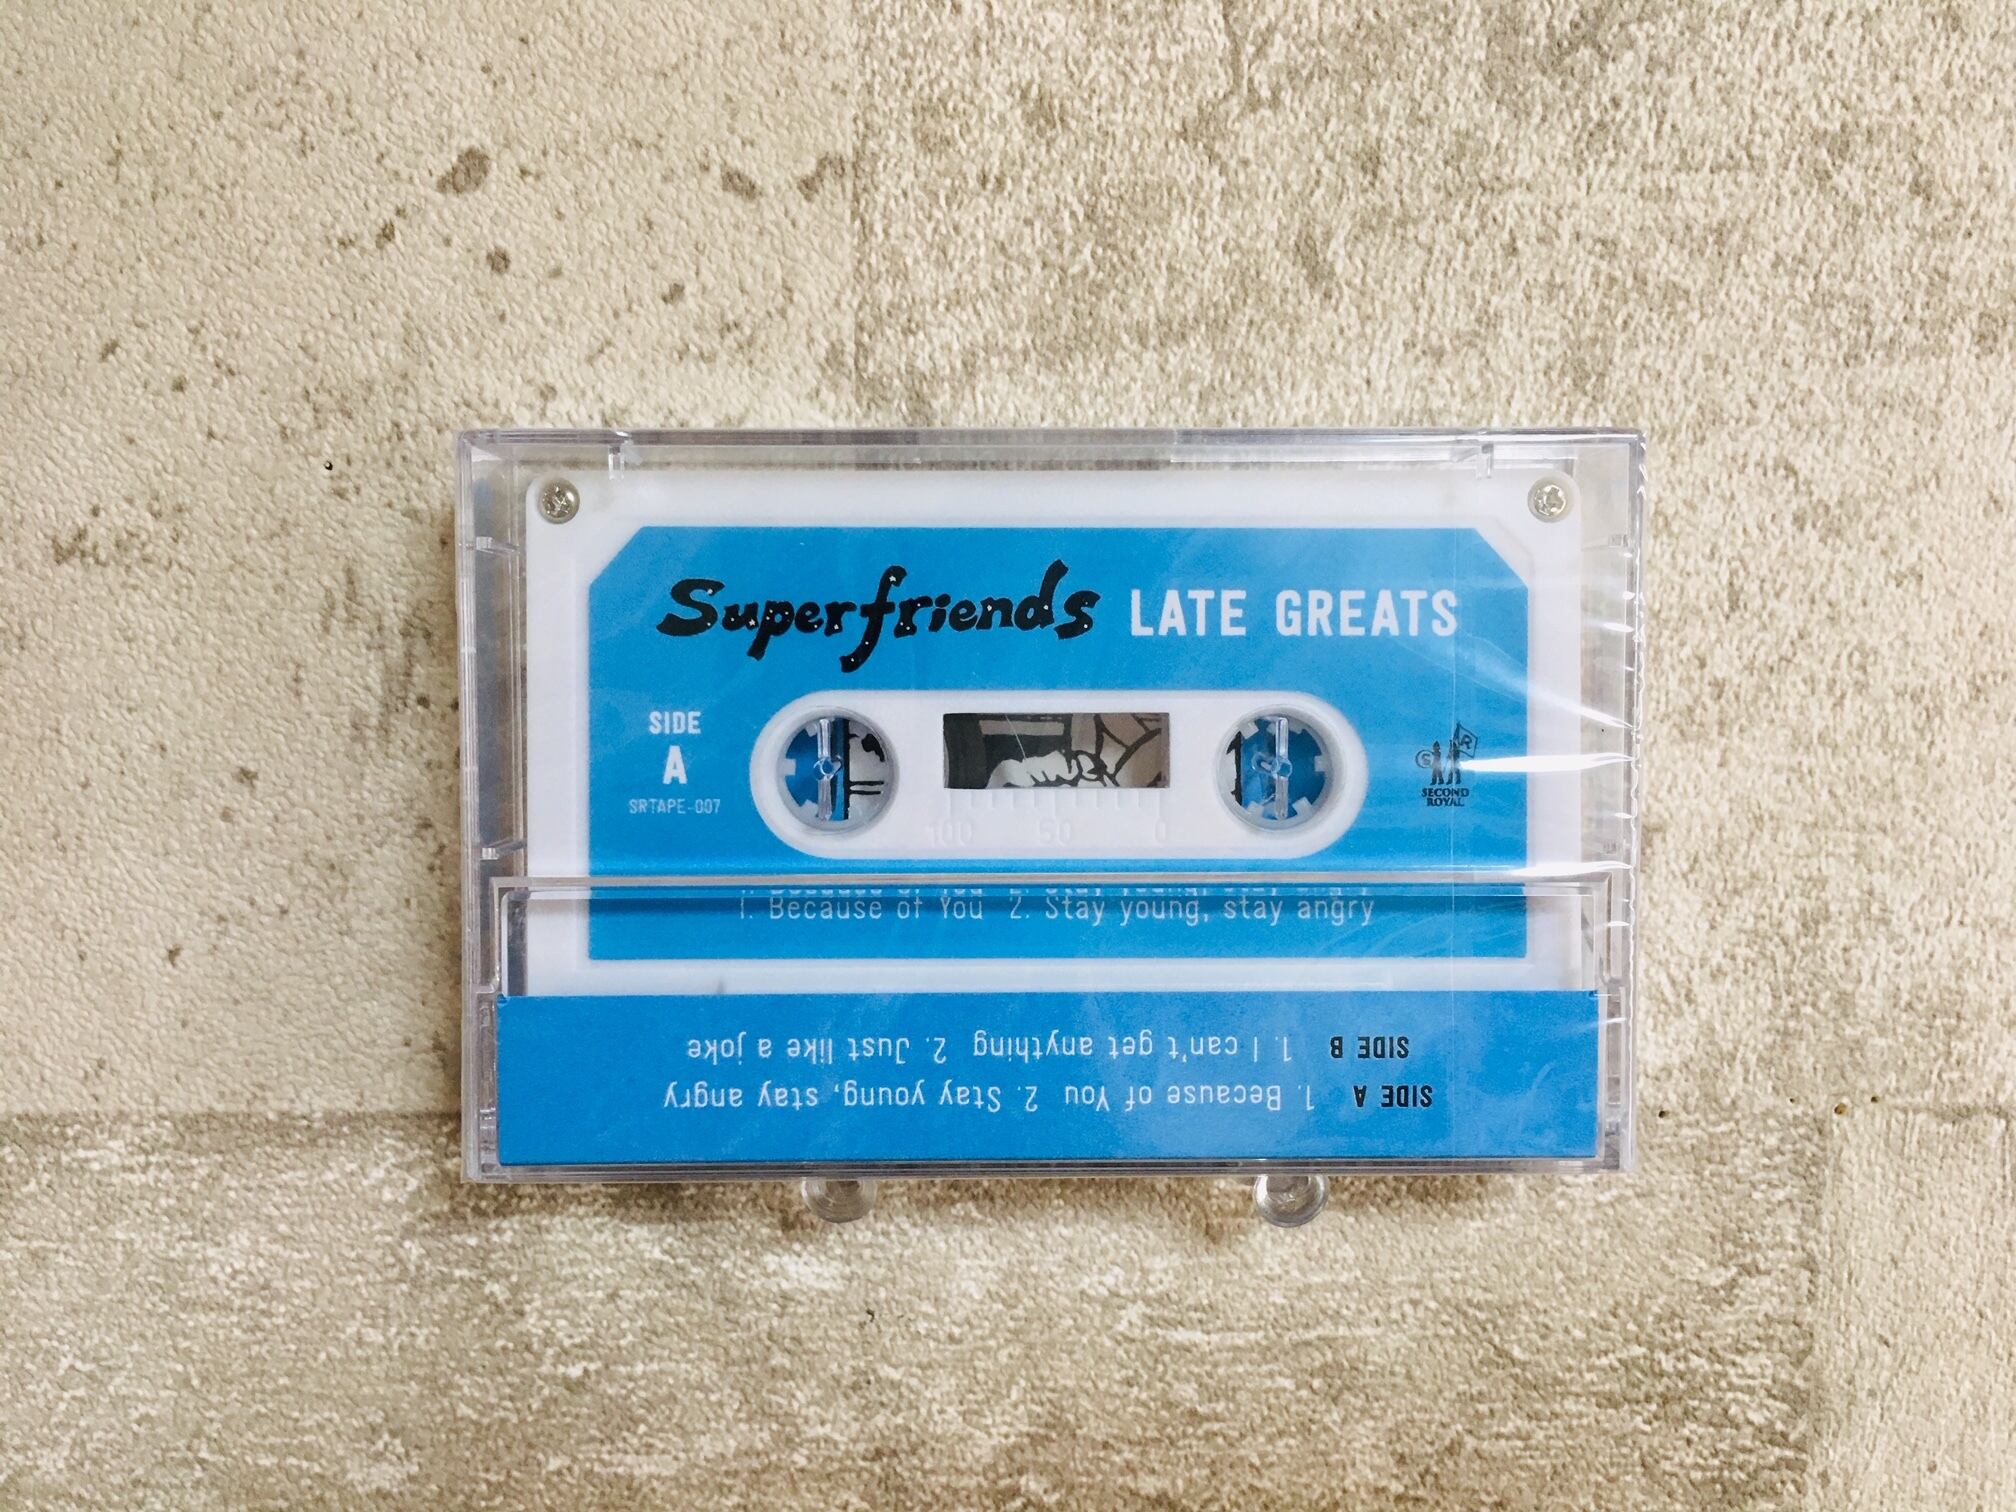 Superfriends LATE GREATS
SIDE
A
SRTAPE-007
SECOND
ROYAL
100 50 0
1. Because of You 2. Stay young, stay angry
SIDE A 1. Because of You 2. Stay young, stay angry
SIDE B 1. I can't get anything 2. Just like a joke